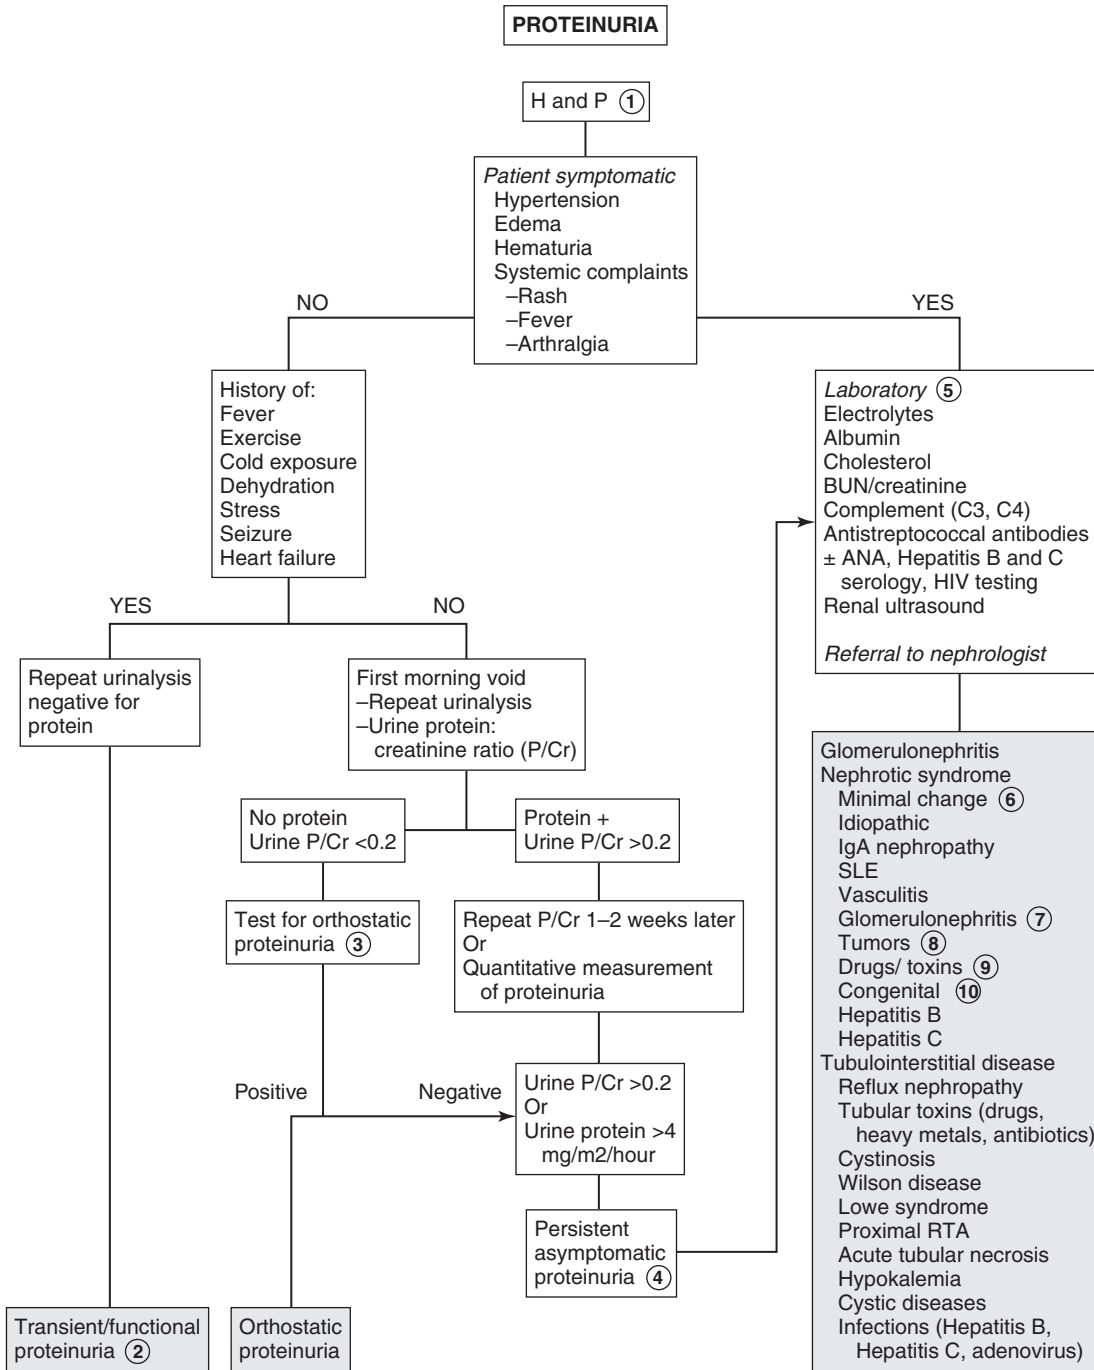 PROTEINURIA
H and P 1
Patient symptomatic
Hypertension
Edema
Hematuria
Systemic complaints
–Rash
–Fever
–Arthralgia
NO
YES
History of:
Fever
Exercise
Cold exposure
Dehydration
Stress
Seizure
Heart failure
Laboratory 5
Electrolytes
Albumin
Cholesterol
BUN/creatinine
Complement (C3, C4)
Antistreptococcal antibodies
± ANA, Hepatitis B and C
serology, HIV testing
Renal ultrasound
Referral to nephrologist
YES
NO
Repeat urinalysis
negative for
protein
First morning void
–Repeat urinalysis
–Urine protein:
creatinine ratio (P/Cr)
No protein
Urine P/Cr <0.2
Protein +
Urine P/Cr >0.2
Test for orthostatic
proteinuria 3
Repeat P/Cr 1–2 weeks later
Or
Quantitative measurement
of proteinuria
Positive
Negative
Urine P/Cr >0.2
Or
Urine protein >4
mg/m2/hour
Persistent
asymptomatic
proteinuria 4
Transient/functional
proteinuria 2
Orthostatic
proteinuria
Glomerulonephritis
Nephrotic syndrome
Minimal change 6
Idiopathic
IgA nephropathy
SLE
Vasculitis
Glomerulonephritis 7
Tumors 8
Drugs/ toxins 9
Congenital 10
Hepatitis B
Hepatitis C
Tubulointerstitial disease
Reflux nephropathy
Tubular toxins (drugs,
heavy metals, antibiotics)
Cystinosis
Wilson disease
Lowe syndrome
Proximal RTA
Acute tubular necrosis
Hypokalemia
Cystic diseases
Infections (Hepatitis B,
Hepatitis C, adenovirus)